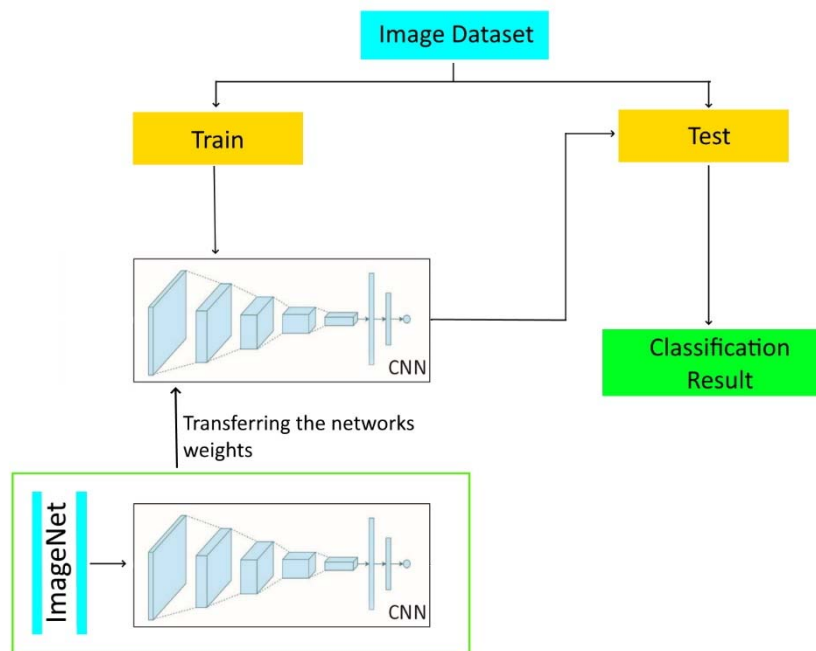 Image Dataset
Train
Test
CNN
Classification
Result
Transferring the networks
weights
ImageNet
CNN